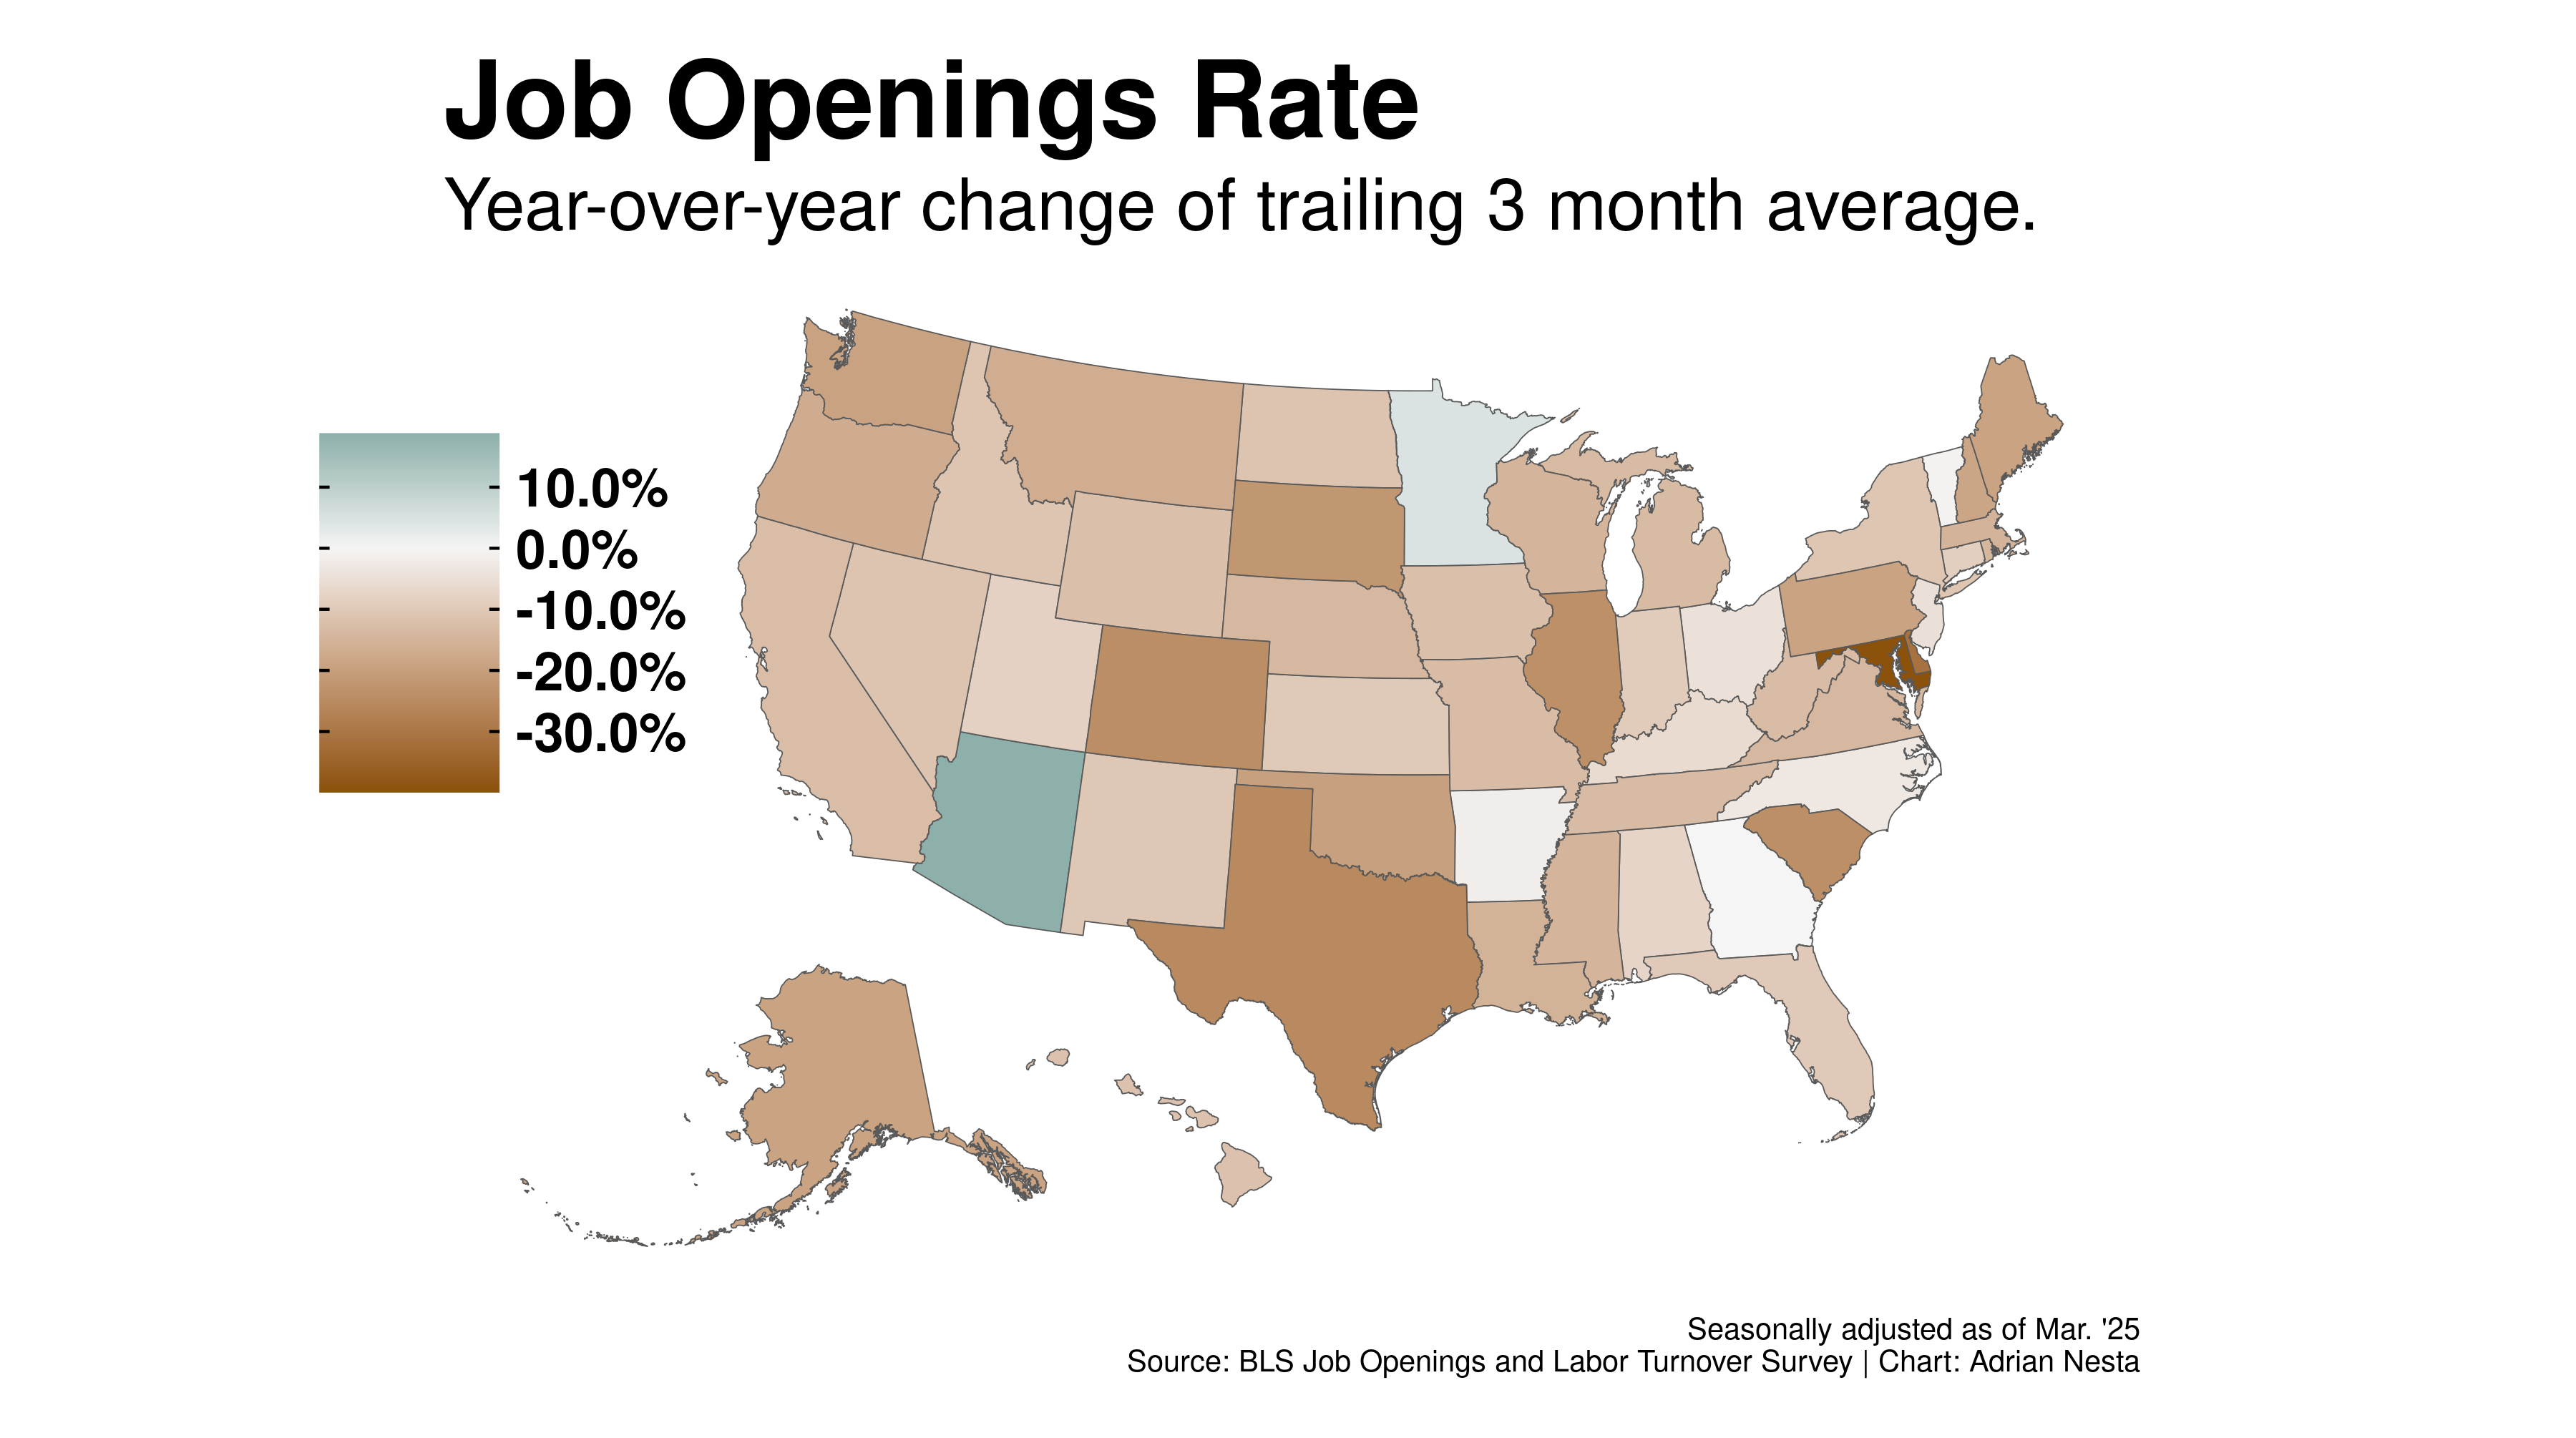 Job Openings Rate
Year-over-year change of trailing 3 month average.
10.0%
0.0%
-10.0%
-20.0%
-30.0%
Seasonally adjusted as of Mar. '25
Source: BLS Job Openings and Labor Turnover Survey | Chart: Adrian Nesta